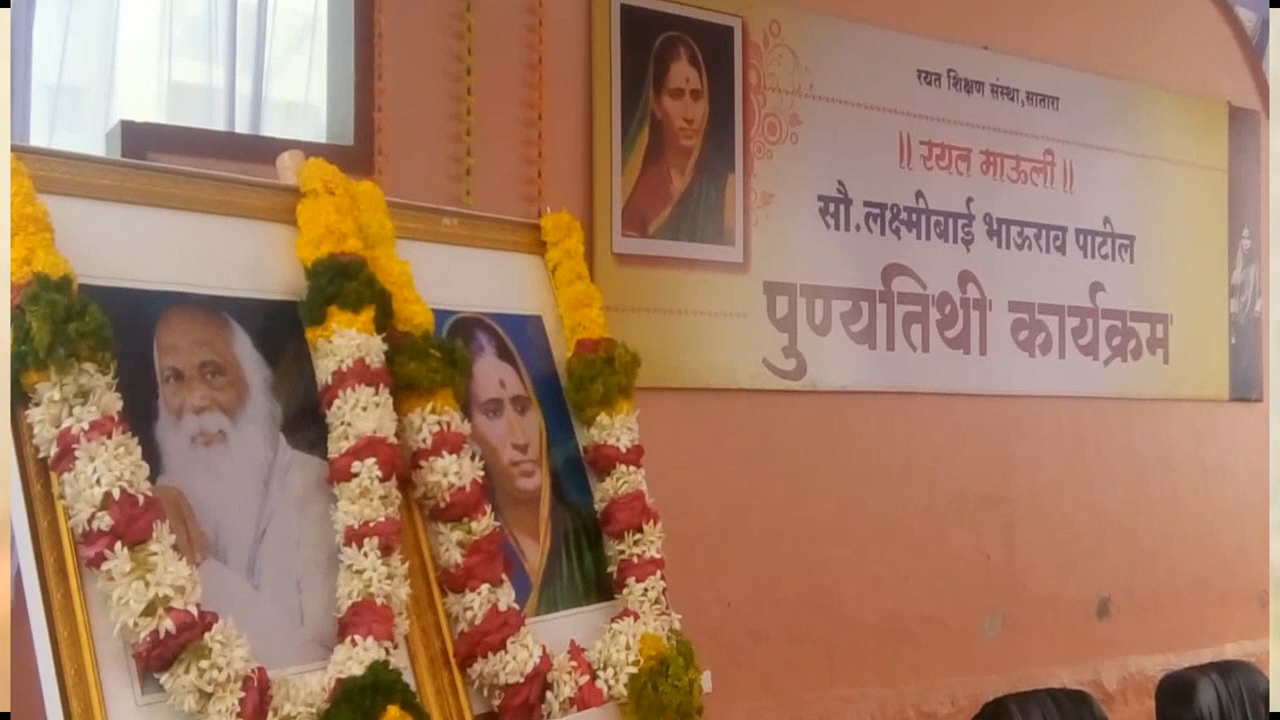 रयत शिक्षण संस्था,सातारा
॥ रयत माऊली ॥
सौ.लक्ष्मीबाई भाऊराव पाटील
पुण्यतिथी कार्यक्रम